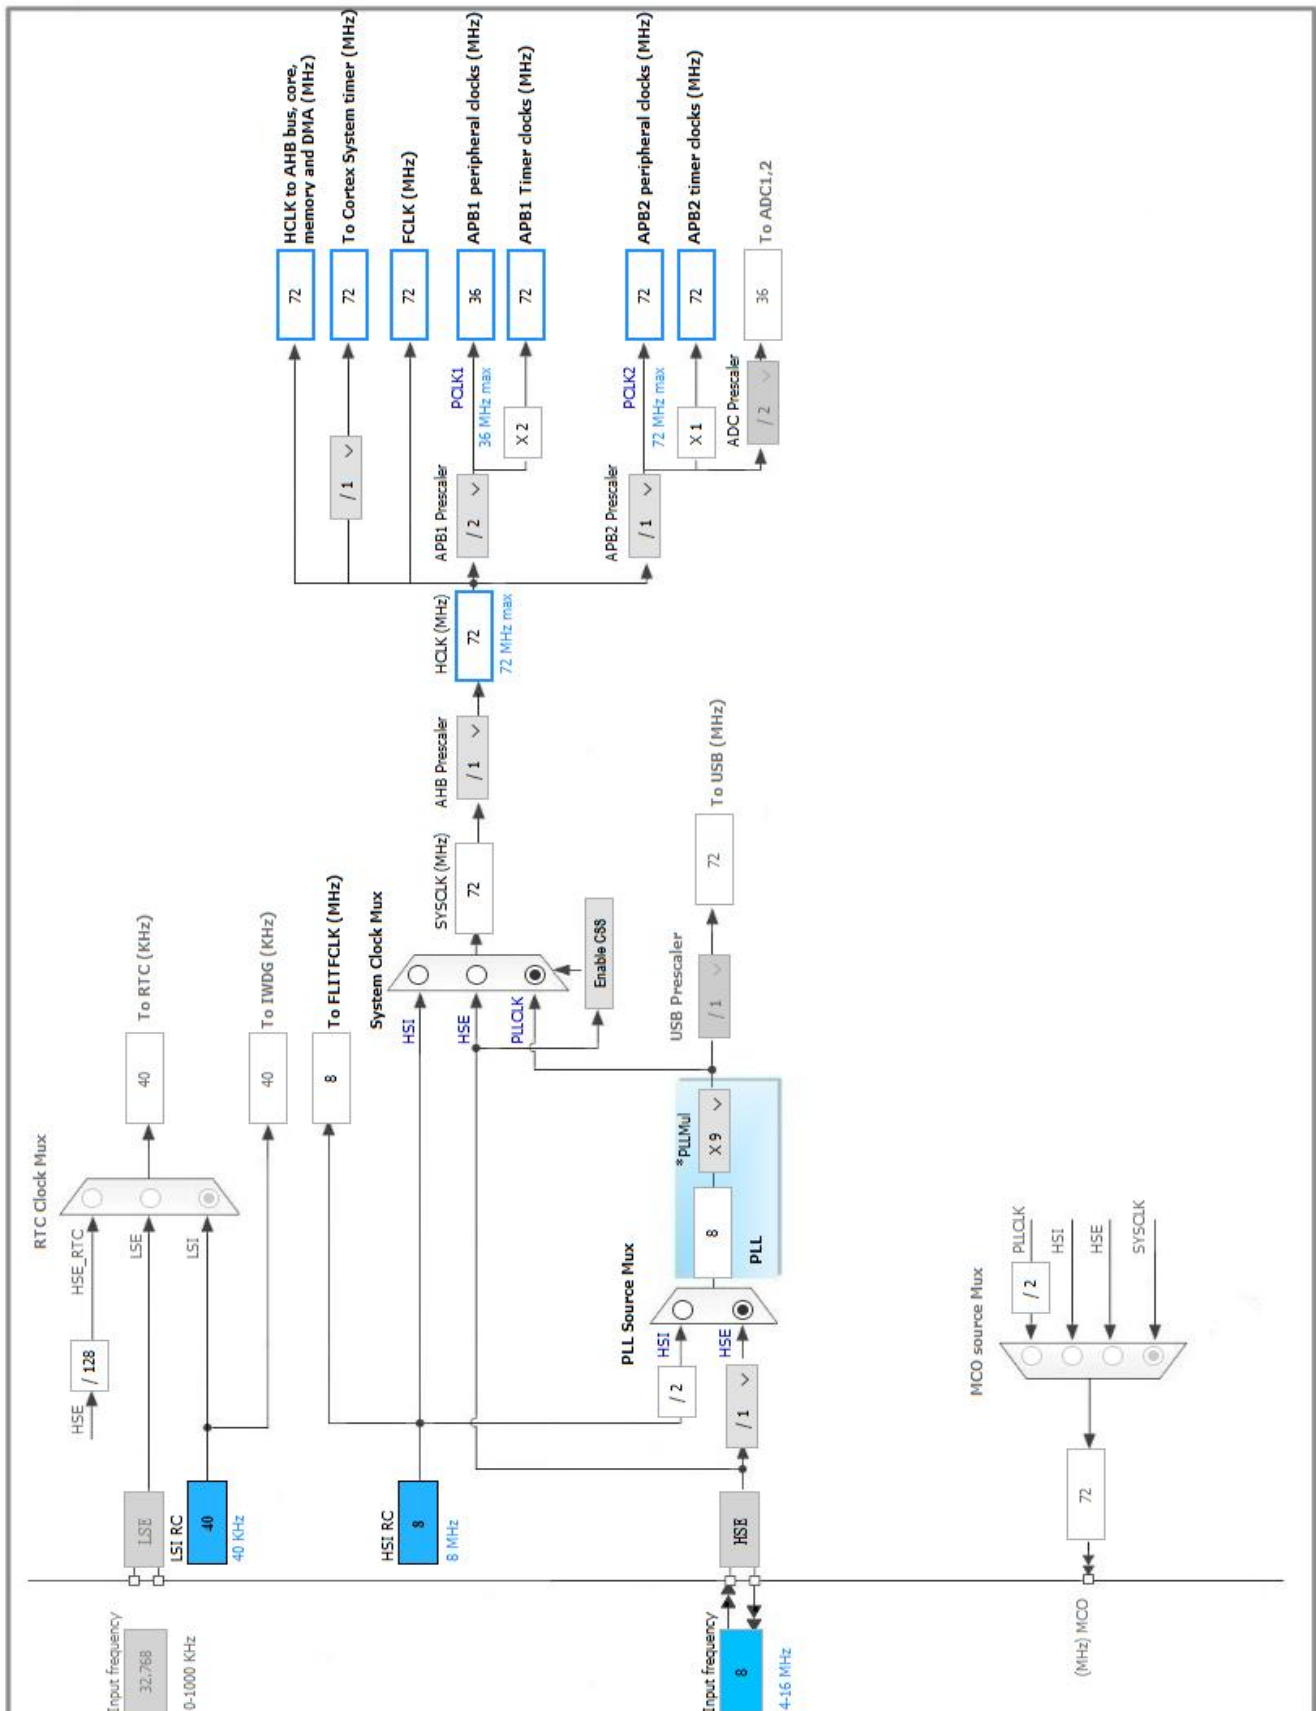 RTC Clock Mux
HSE
/ 128
HSE_RTC
Input frequency
32.768
0-1000 KHz
LSE
LSE
40
To RTC (KHz)
LSI RC
40
40 KHz
LSI
40
To IWDG (KHz)
8
To FLITFCLK (MHz)
HSI RC
8
8 MHz
System Clock Mux
HSI
HSE
PLLCLK
Enable CSS
SYSCLK (MHz)
72
AHB Prescaler
/ 1
HCLK (MHz)
72
72 MHz max
72
HCLK to AHB bus, core,
memory and DMA (MHz)
/ 1
72
To Cortex System timer (MHz)
72
FCLK (MHz)
APB1 Prescaler
/ 2
PCLK1
36 MHz max
36
APB1 peripheral clocks (MHz)
X 2
72
APB1 Timer clocks (MHz)
APB2 Prescaler
/ 1
PCLK2
72 MHz max
72
APB2 peripheral clocks (MHz)
X 1
72
APB2 timer clocks (MHz)
ADC Prescaler
/ 2
36
To ADC1,2
PLL Source Mux
/ 2
HSI
Input frequency
8
4-16 MHz
HSE
/ 1
HSE
8
*PLLMul
X 9
PLL
USB Prescaler
/ 1
72
To USB (MHz)
MCO source Mux
(MHz) MCO
72
/ 2
PLLCLK
HSI
HSE
SYSCLK